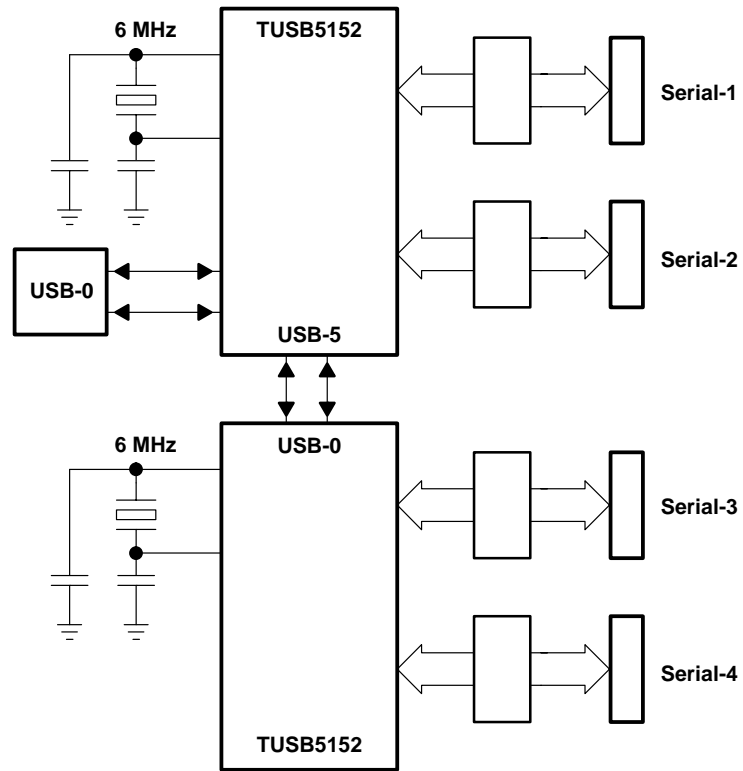 6 MHz
TUSB5152
Serial-1
Serial-2
USB-0
USB-5
6 MHz
USB-0
Serial-3
Serial-4
TUSB5152